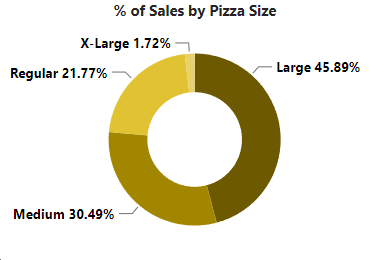 % of Sales by Pizza Size
X-Large 1.72%
Large 45.89%
Regular 21.77%
Medium 30.49%